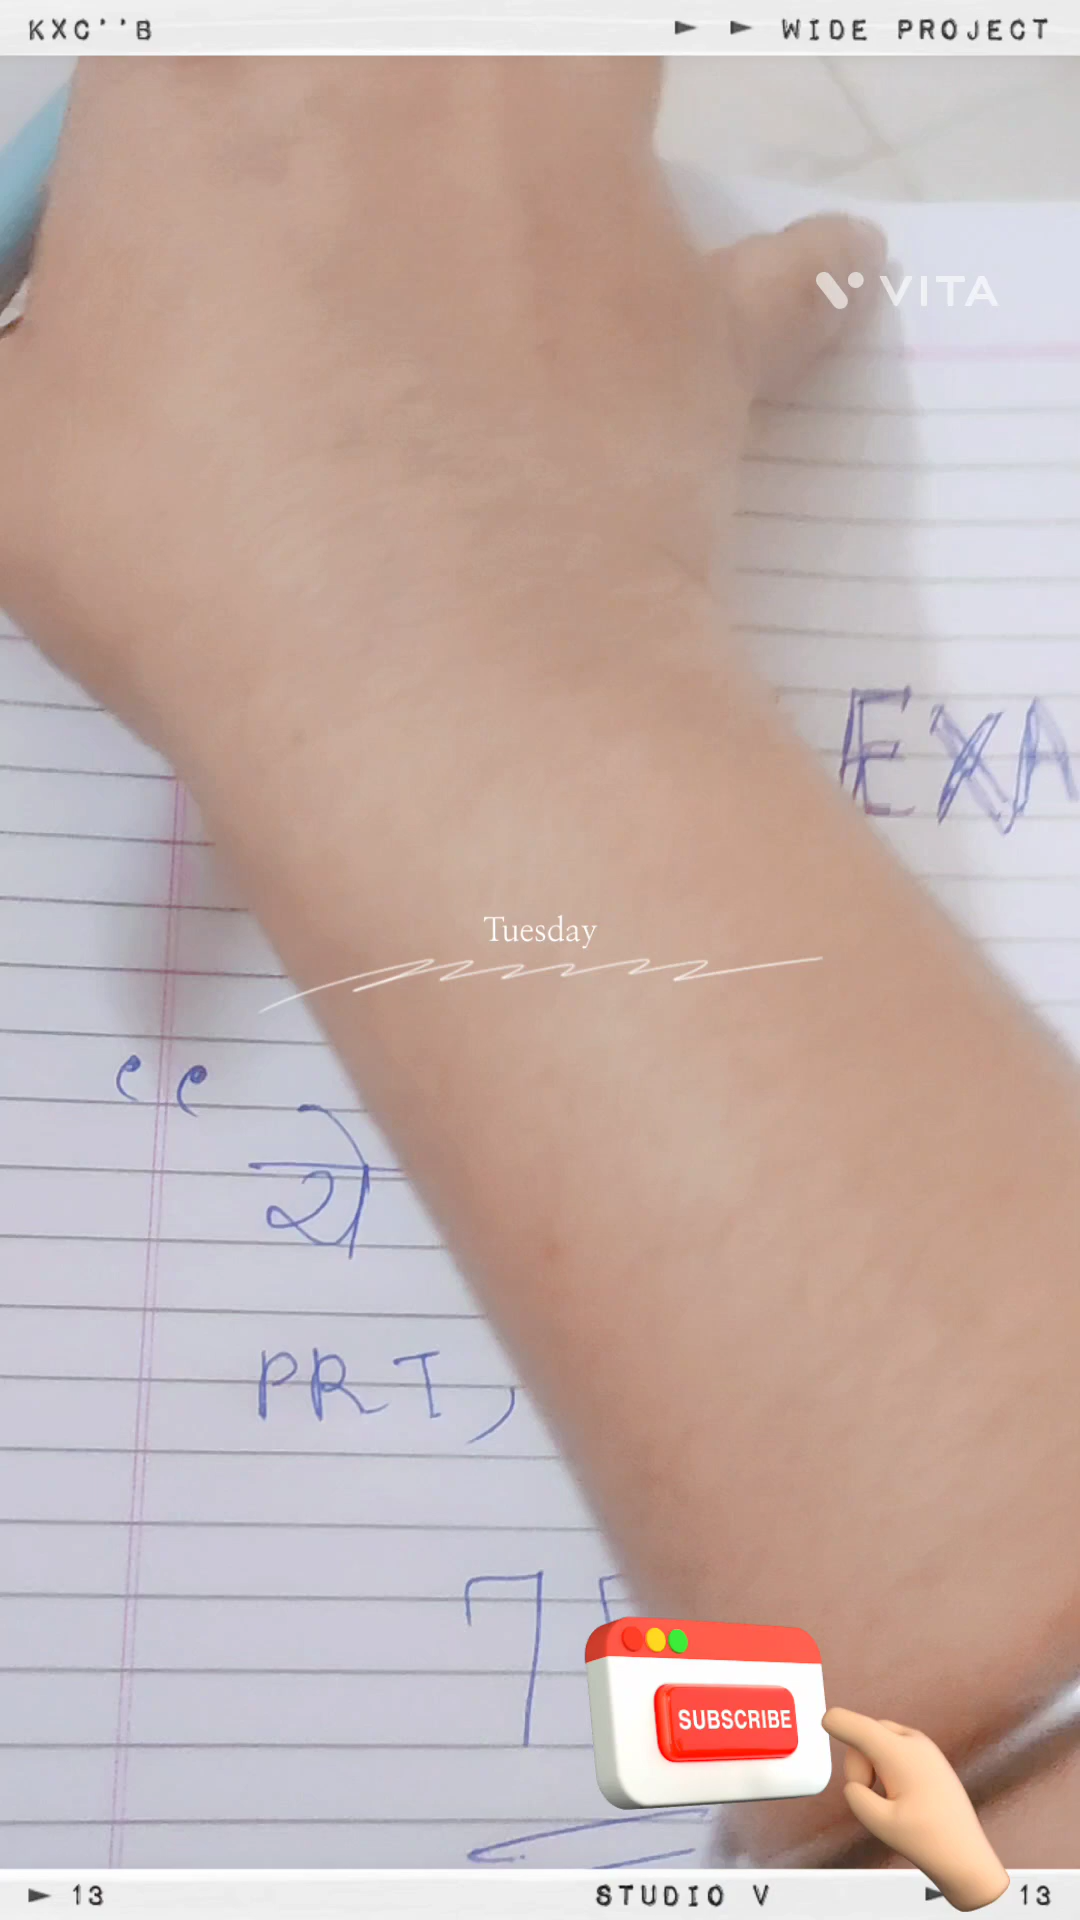 KXC''B ► ► WIDE PROJECT
VITA
EXA
Tuesday
“
ये
PRT,
7
SUBSCRIBE
► 13 STUDIO V ► 13